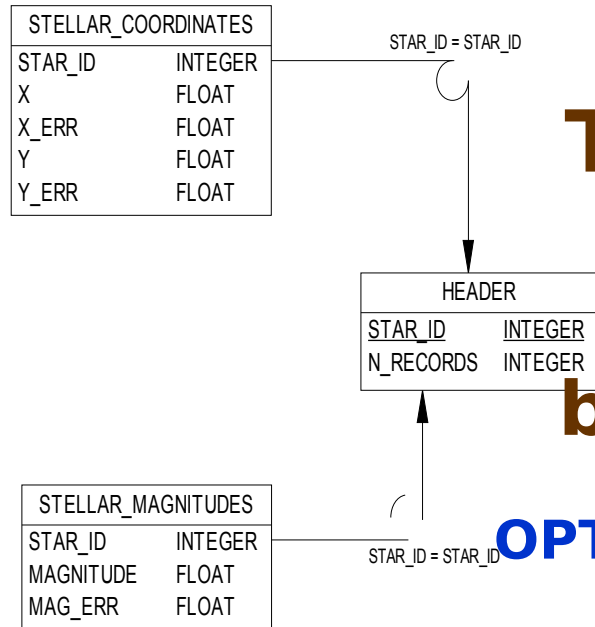 STELLAR_COORDINATES
STAR_ID INTEGER
X FLOAT
X_ERR FLOAT
Y FLOAT
Y_ERR FLOAT
STAR_ID = STAR_ID
T
HEADER
STAR_ID INTEGER
N_RECORDS INTEGER
b
STELLAR_MAGNITUDES
STAR_ID INTEGER
MAGNITUDE FLOAT
MAG_ERR FLOAT
STAR_ID = STAR_ID
OPT